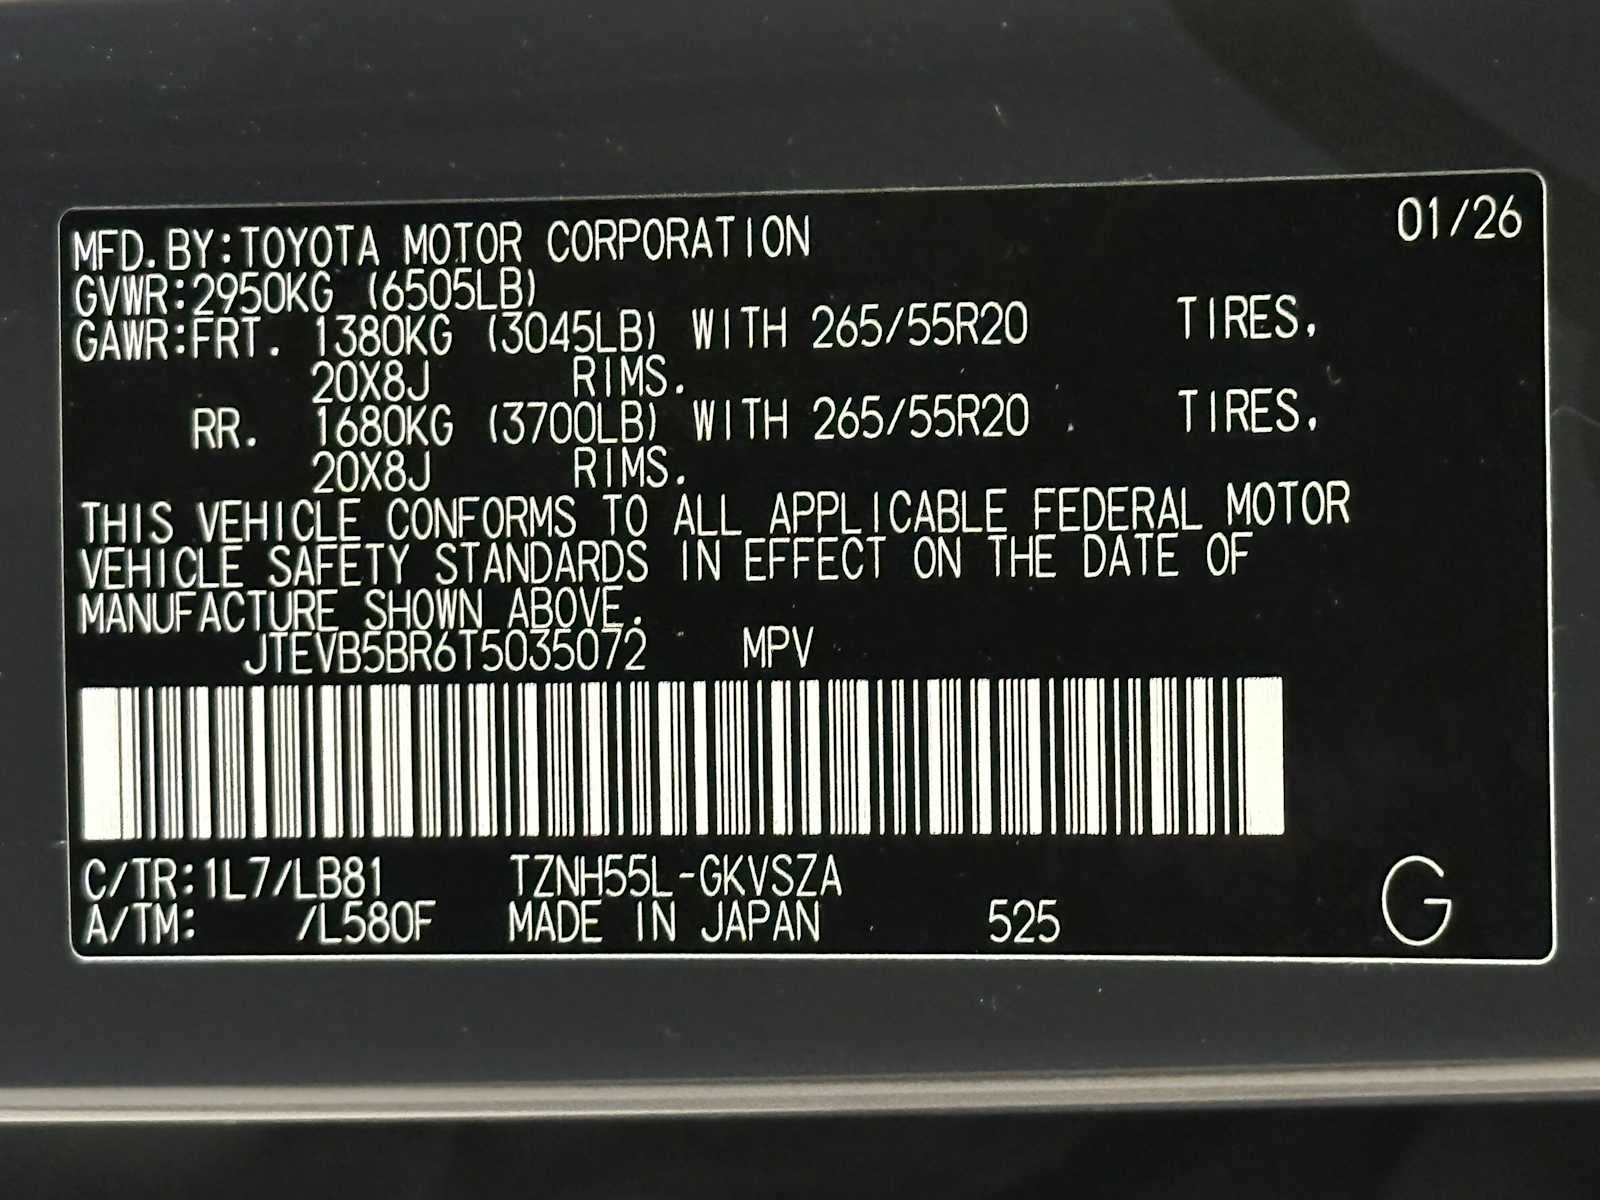 01/26
MFD.BY:TOYOTA MOTOR CORPORATION
GVWR:2950KG (6505LB)
GAWR:FRT. 1380KG (3045LB) WITH 265/55R20 TIRES.
20X8J RIMS.
RR. 1680KG (3700LB) WITH 265/55R20 TIRES.
20X8J RIMS.
THIS VEHICLE CONFORMS TO ALL APPLICABLE FEDERAL MOTOR
VEHICLE SAFETY STANDARDS IN EFFECT ON THE DATE OF
MANUFACTURE SHOWN ABOVE.
JTEVB5BR6T5035072 MPV
C/TR:1L7/LB81 TZNH55L-GKVSZA
A/TM: /L580F MADE IN JAPAN 525 G